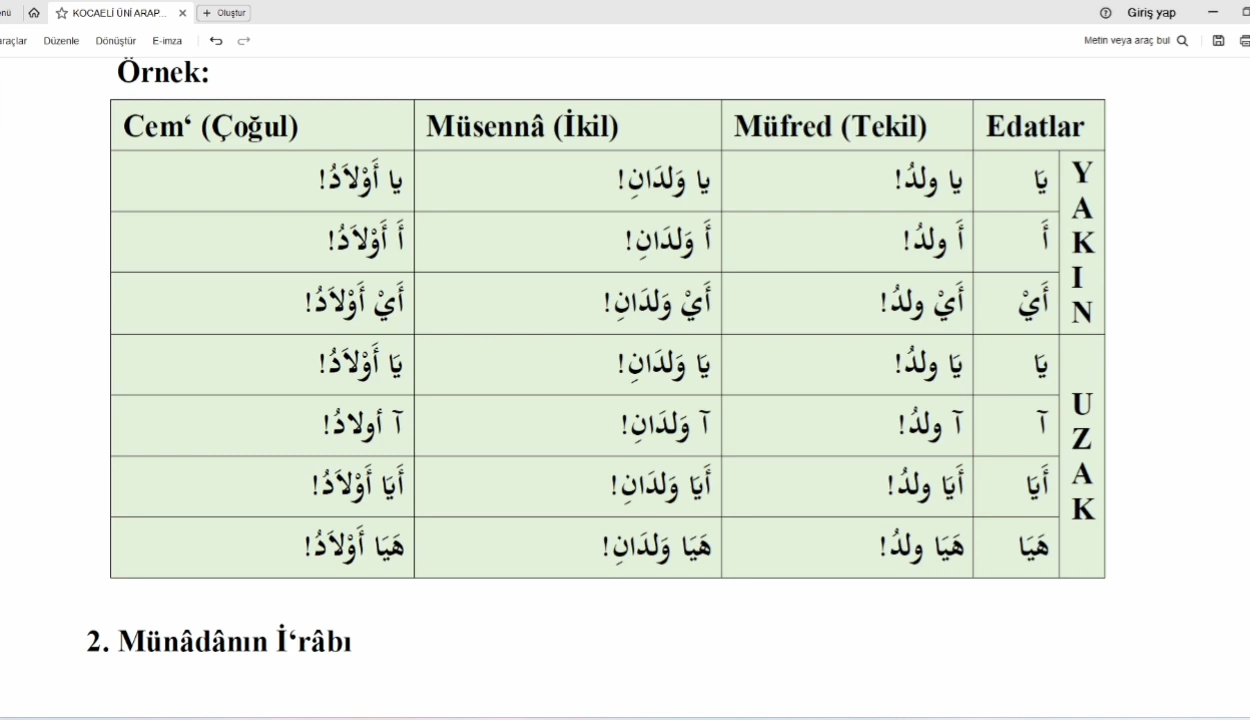 enü KOCAELİ ÜNİ ARAP... × + Oluştur Giriş yap
araçlar Düzenle Dönüştür E-imza Metin veya araç bul
Örnek:
Cem‘ (Çoğul) Müsennâ (İkil) Müfred (Tekil) Edatlar
يا أَوْلاَدُ! يا وَلدَانِ! يا ولدُ! يَا
أَ أَوْلاَدُ! أَ وَلدَانِ! أَ ولدُ! أَ
أَيْ أَوْلاَدُ! أَيْ وَلدَانِ! أَيْ ولدُ! أَيْ
YAKIN
يَا أَوْلاَدُ! يَا وَلدَانِ! يَا ولدُ! يَا
آ أولادُ! آ وَلدَانِ! آ ولدُ! آ
أَيَا أَوْلاَدُ! أَيَا وَلدَانِ! أَيَا ولدُ! أَيَا
هَيَا أَوْلاَدُ! هَيَا وَلدَانِ! هَيَا ولدُ! هَيَا
UZAK
2. Münâdânın İ‘râbı